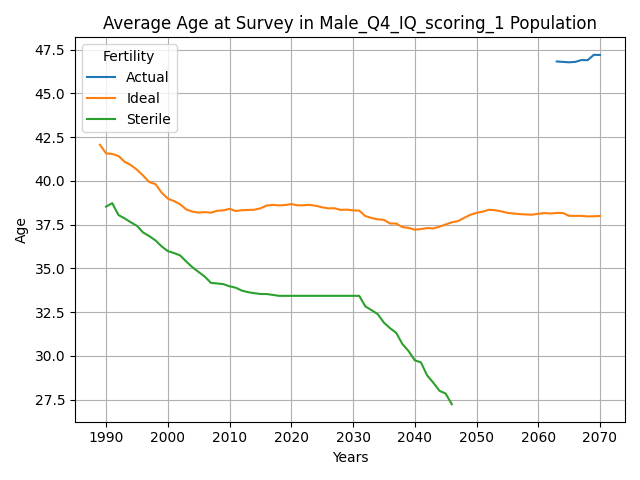 Average Age at Survey in Male_Q4_IQ_scoring_1 Population
Fertility
Actual
Ideal
Sterile
Age
47.5
45.0
42.5
40.0
37.5
35.0
32.5
30.0
27.5
1990 2000 2010 2020 2030 2040 2050 2060 2070
Years